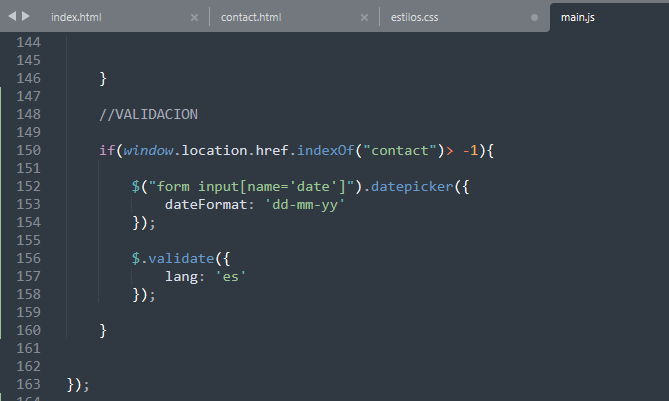 index.html × contact.html × estilos.css main.js
144
145
146 }
147
148 //VALIDACION
149
150 if(window.location.href.indexOf("contact")> -1){
151
152 $("form input[name='date']").datepicker({
153 dateFormat: 'dd-mm-yy'
154 });
155
156 $.validate({
157 lang: 'es'
158 });
159
160 }
161
162
163 });
164